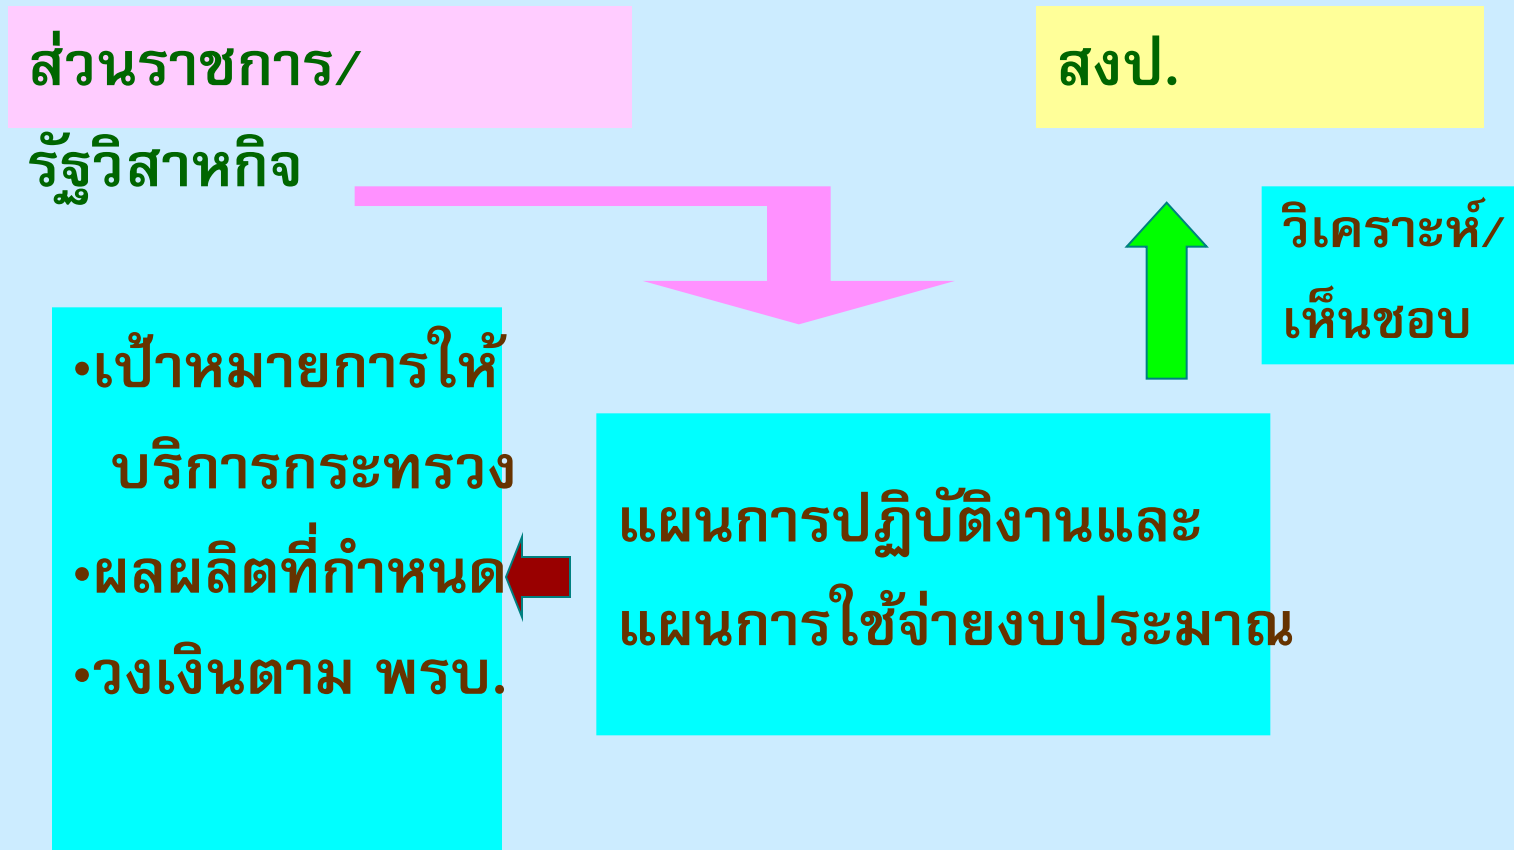 ส่วนราชการ/
รัฐวิสาหกิจ
สงป.
วิเคราะห์/
เห็นชอบ
•เป้าหมายการให้
บริการกระทรวง
•ผลผลิตที่กำหนด
•วงเงินตาม พรบ.
แผนการปฏิบัติงานและ
แผนการใช้จ่ายงบประมาณ